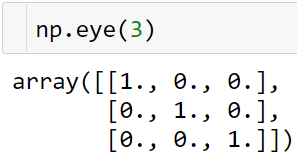 np.eye(3)
array([[1., 0., 0.],
       [0., 1., 0.],
       [0., 0., 1.]])